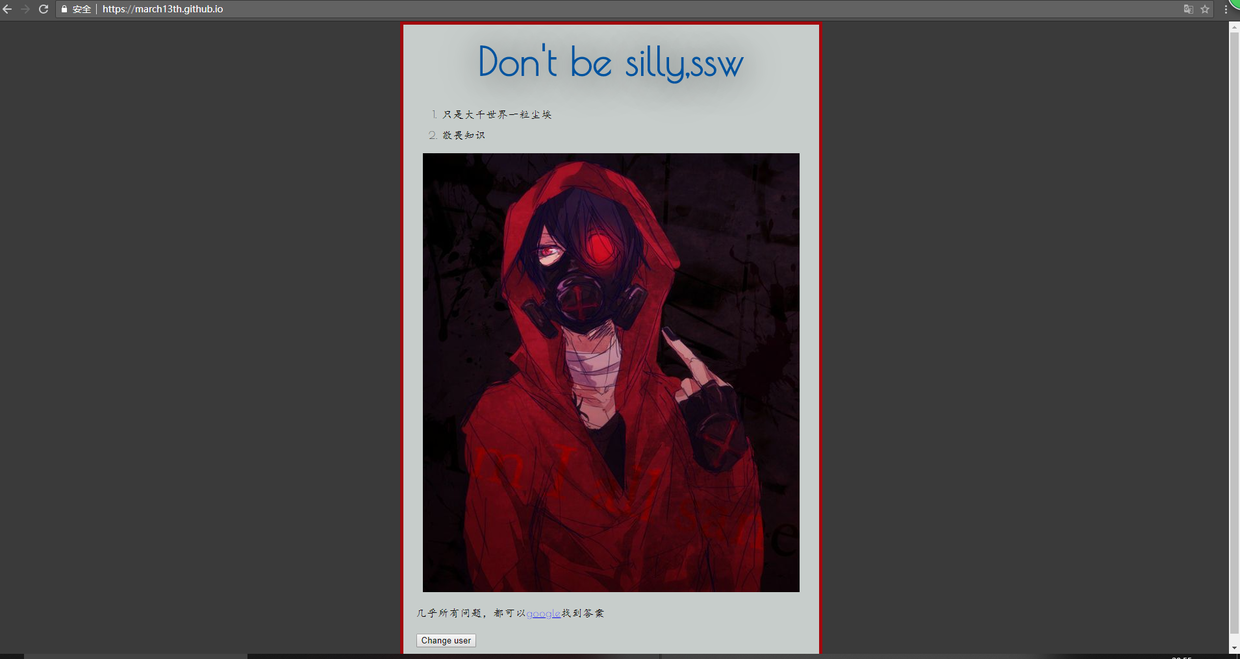 安全 | https://march13th.github.io
Don't be silly,ssw
1. 只是大千世界一粒尘埃
2. 敬畏知识
几乎所有问题，都可以google找到答案
Change user